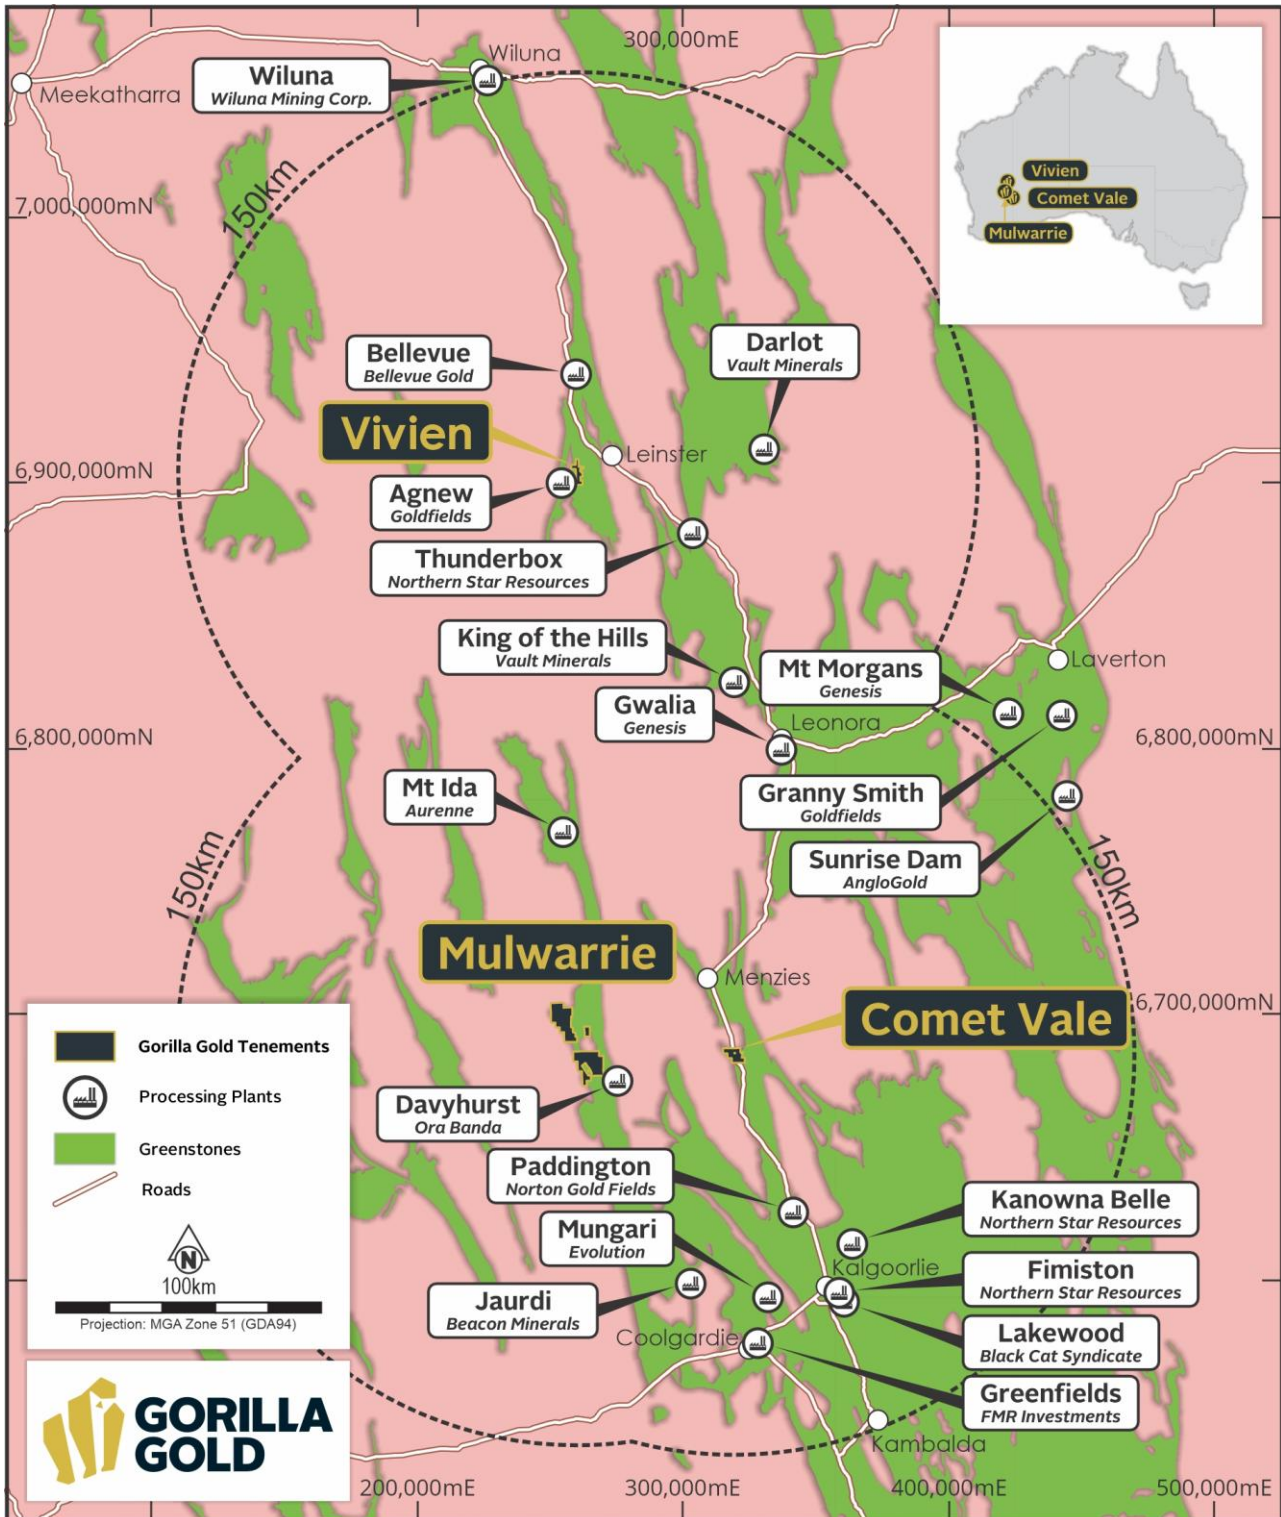 300,000mE
Wiluna
Meekatharra
Wiluna
Wiluna Mining Corp.
Vivien
Comet Vale
Mulwarrie
150km
7,000,000mN
Bellevue
Bellevue Gold
Darlot
Vault Minerals
Vivien
Leinster
6,900,000mN
Agnew
Goldfields
Thunderbox
Northern Star Resources
King of the Hills
Vault Minerals
Mt Morgans
Genesis
Laverton
Gwalia
Genesis
Leonora
6,800,000mN
6,800,000mN
Mt Ida
Aurenne
Granny Smith
Goldfields
Sunrise Dam
AngloGold
150km
150km
Mulwarrie
Menzies
Comet Vale
6,700,000mN
Gorilla Gold Tenements
Processing Plants
Greenstones
Roads
N
100km
Projection: MGA Zone 51 (GDA94)
Davyhurst
Ora Banda
Paddington
Norton Gold Fields
Kanowna Belle
Northern Star Resources
Mungari
Evolution
Kalgoorlie
Fimiston
Northern Star Resources
Jaurdi
Beacon Minerals
Coolgardie
Lakewood
Black Cat Syndicate
Greenfields
FMR Investments
Kambalda
GORILLA
GOLD
200,000mE
300,000mE
400,000mE
500,000mE